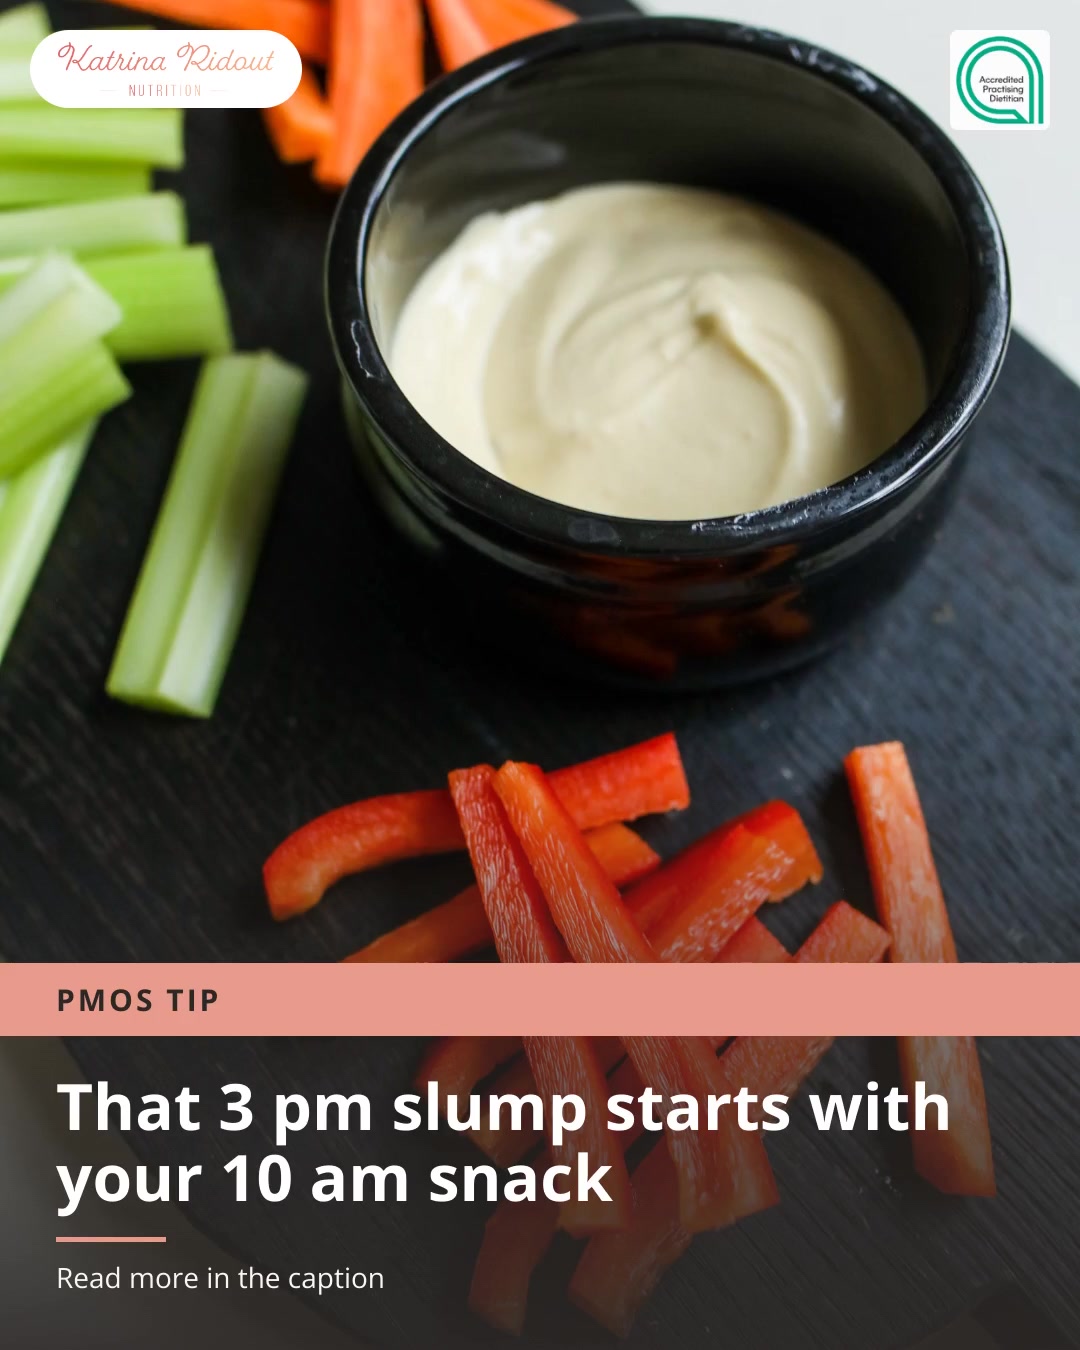 Katrina Ridout
NUTRITION
Accredited
Practising
Dietitian
PMOS TIP
That 3 pm slump starts with
your 10 am snack
Read more in the caption